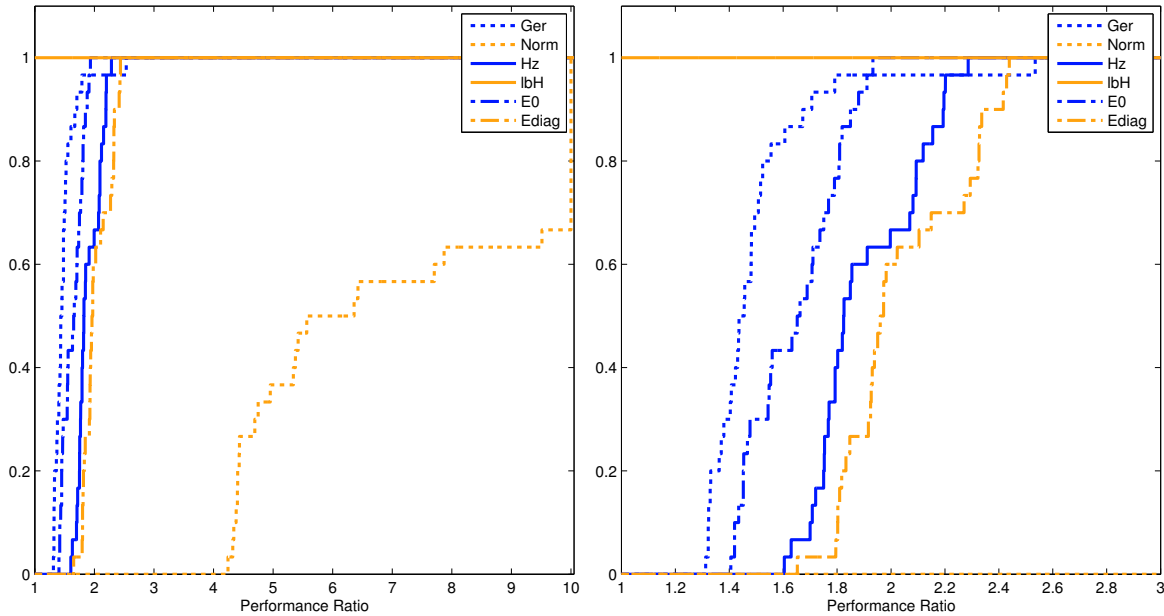 Ger
Norm
Hz
lbH
E0
Ediag
1
0.8
0.6
0.4
0.2
0
1 2 3 4 5 6 7 8 9 10
Performance Ratio
Ger
Norm
Hz
lbH
E0
Ediag
1
0.8
0.6
0.4
0.2
0
1 1.2 1.4 1.6 1.8 2 2.2 2.4 2.6 2.8 3
Performance Ratio